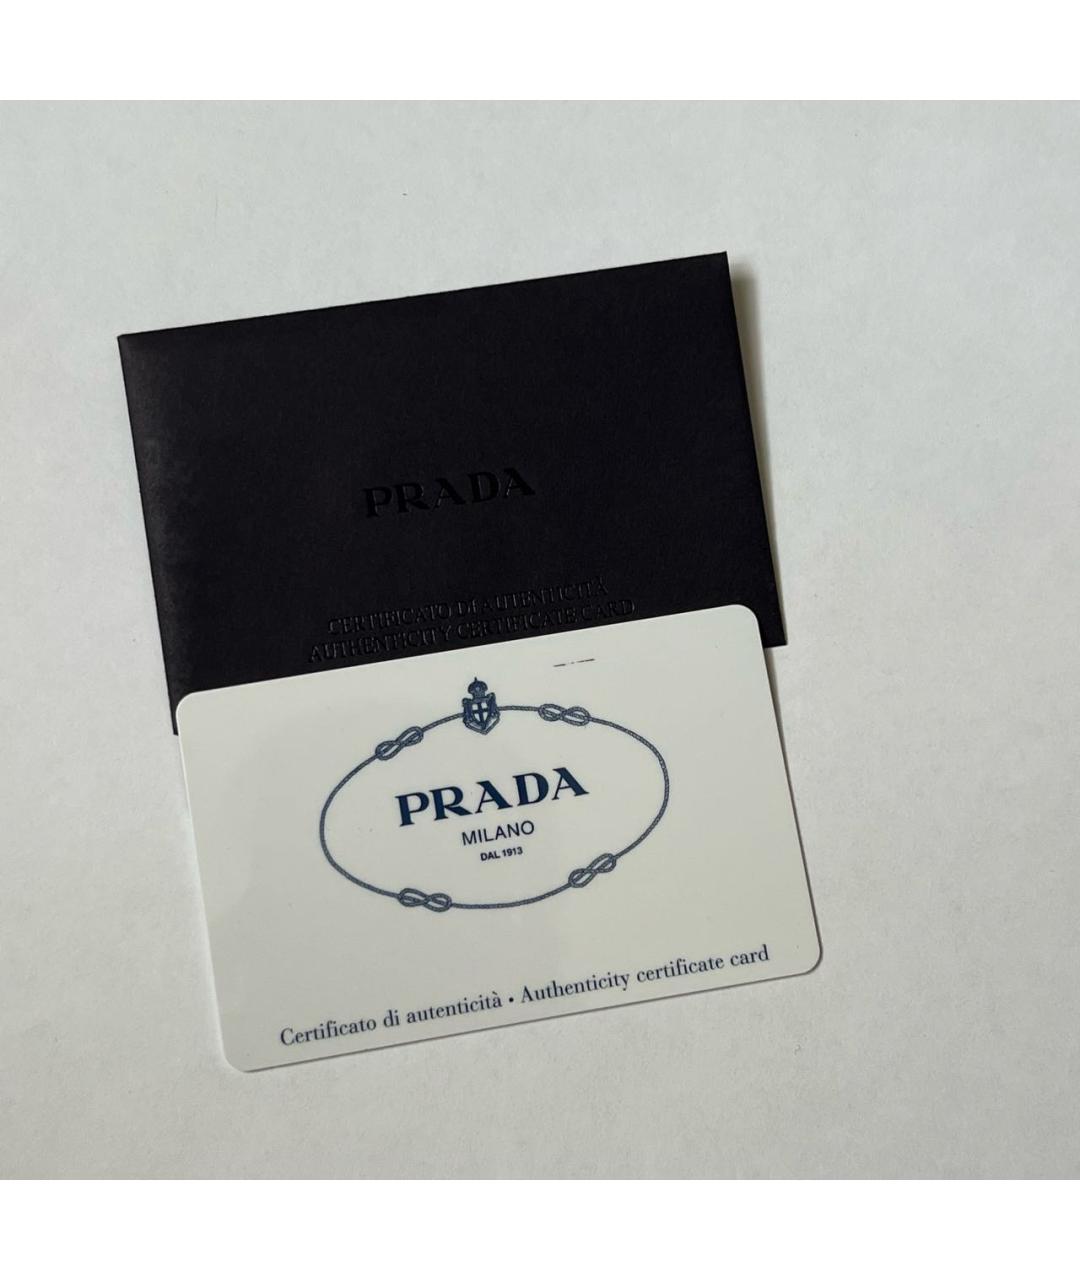 PRADA
CERTIFICATO DI AUTENTICITÀ
AUTHENTICITY CERTIFICATE CARD
PRADA
MILANO
DAL 1913
Certificato di autenticità • Authenticity certificate card